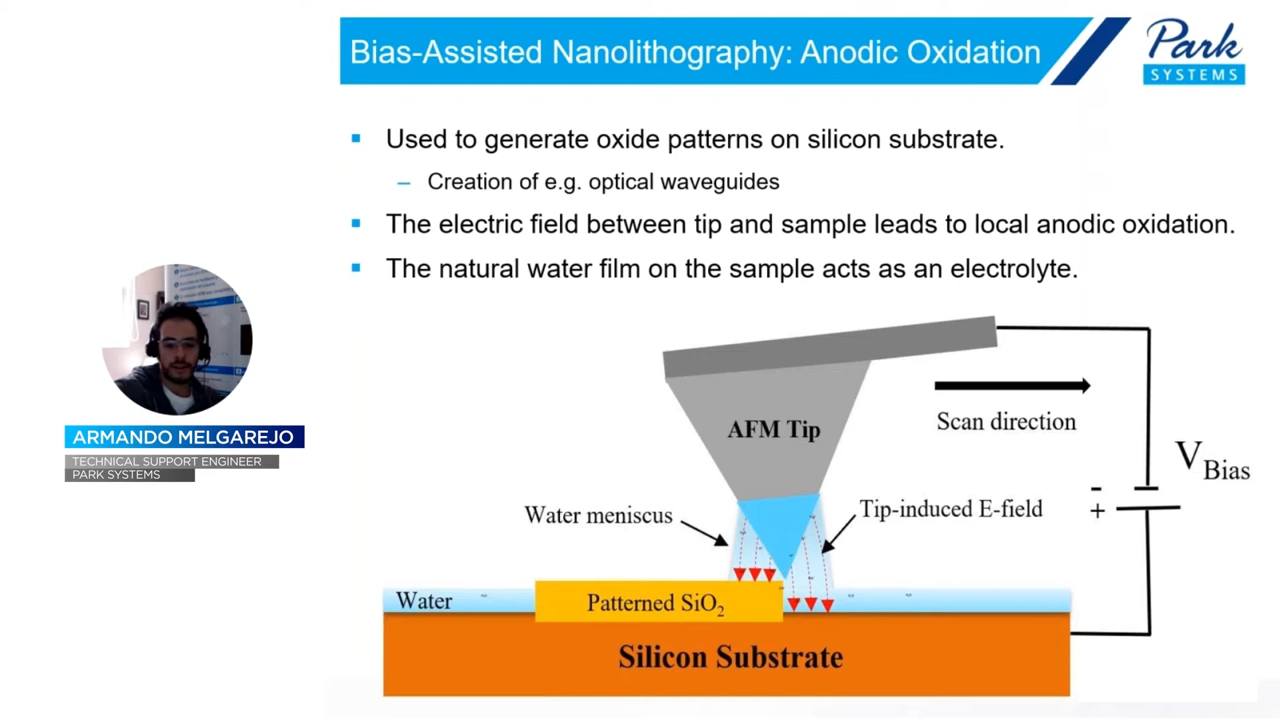 Bias-Assisted Nanolithography: Anodic Oxidation
Park
SYSTEMS
Used to generate oxide patterns on silicon substrate.
– Creation of e.g. optical waveguides
The electric field between tip and sample leads to local anodic oxidation.
The natural water film on the sample acts as an electrolyte.
ARMANDO MELGAREJO
TECHNICAL SUPPORT ENGINEER
PARK SYSTEMS
AFM Tip
Scan direction
V Bias
-
+
Water meniscus
Tip-induced E-field
Water
Patterned SiO2
Silicon Substrate